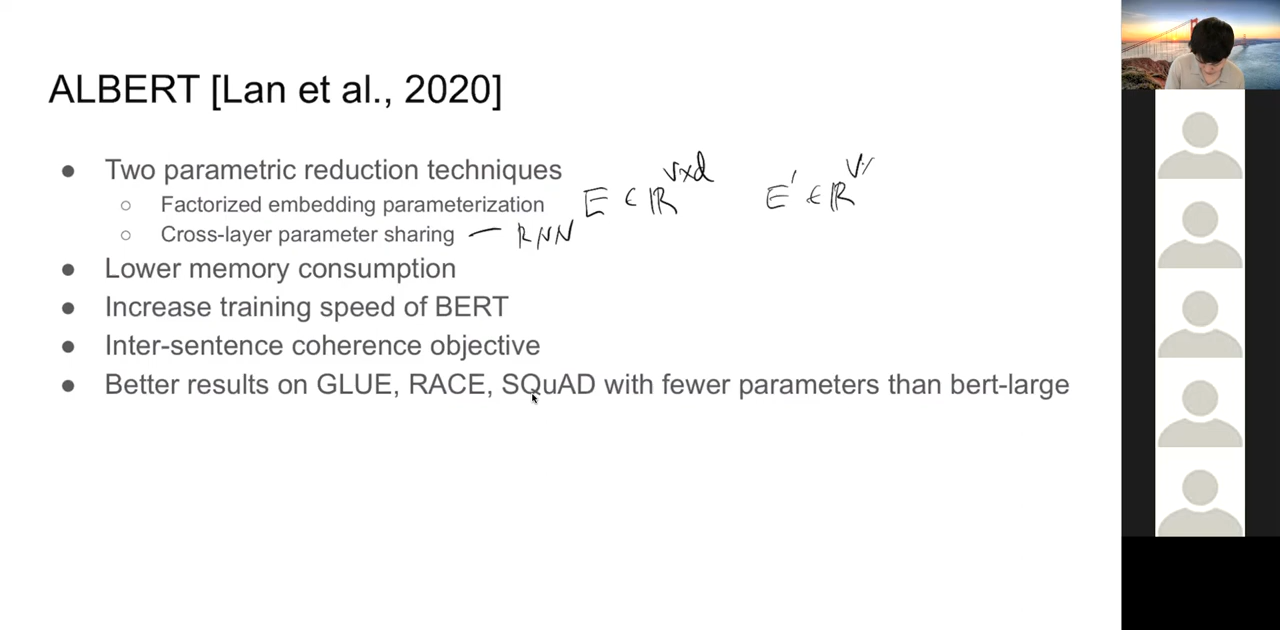 ALBERT [Lan et al., 2020]
● Two parametric reduction techniques
○ Factorized embedding parameterization E ∈ ℝ^{V×d} E' ∈ ℝ^{V
○ Cross-layer parameter sharing — RNN
● Lower memory consumption
● Increase training speed of BERT
● Inter-sentence coherence objective
● Better results on GLUE, RACE, SQuAD with fewer parameters than bert-large